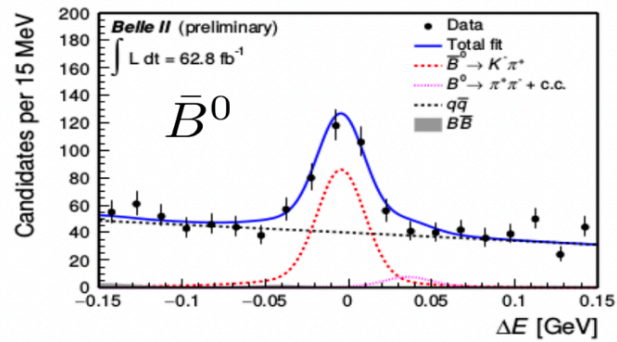 Belle II (preliminary)
∫ L dt = 62.8 fb⁻¹
B̄⁰
Data
Total fit
B̄⁰ → K⁻π⁺
B⁰ → π⁺π⁻ + c.c.
qq̄
BB̄
Candidates per 15 MeV
200
180
160
140
120
100
80
60
40
20
0
−0.15 −0.1 −0.05 0 0.05 0.1 0.15
ΔE [GeV]